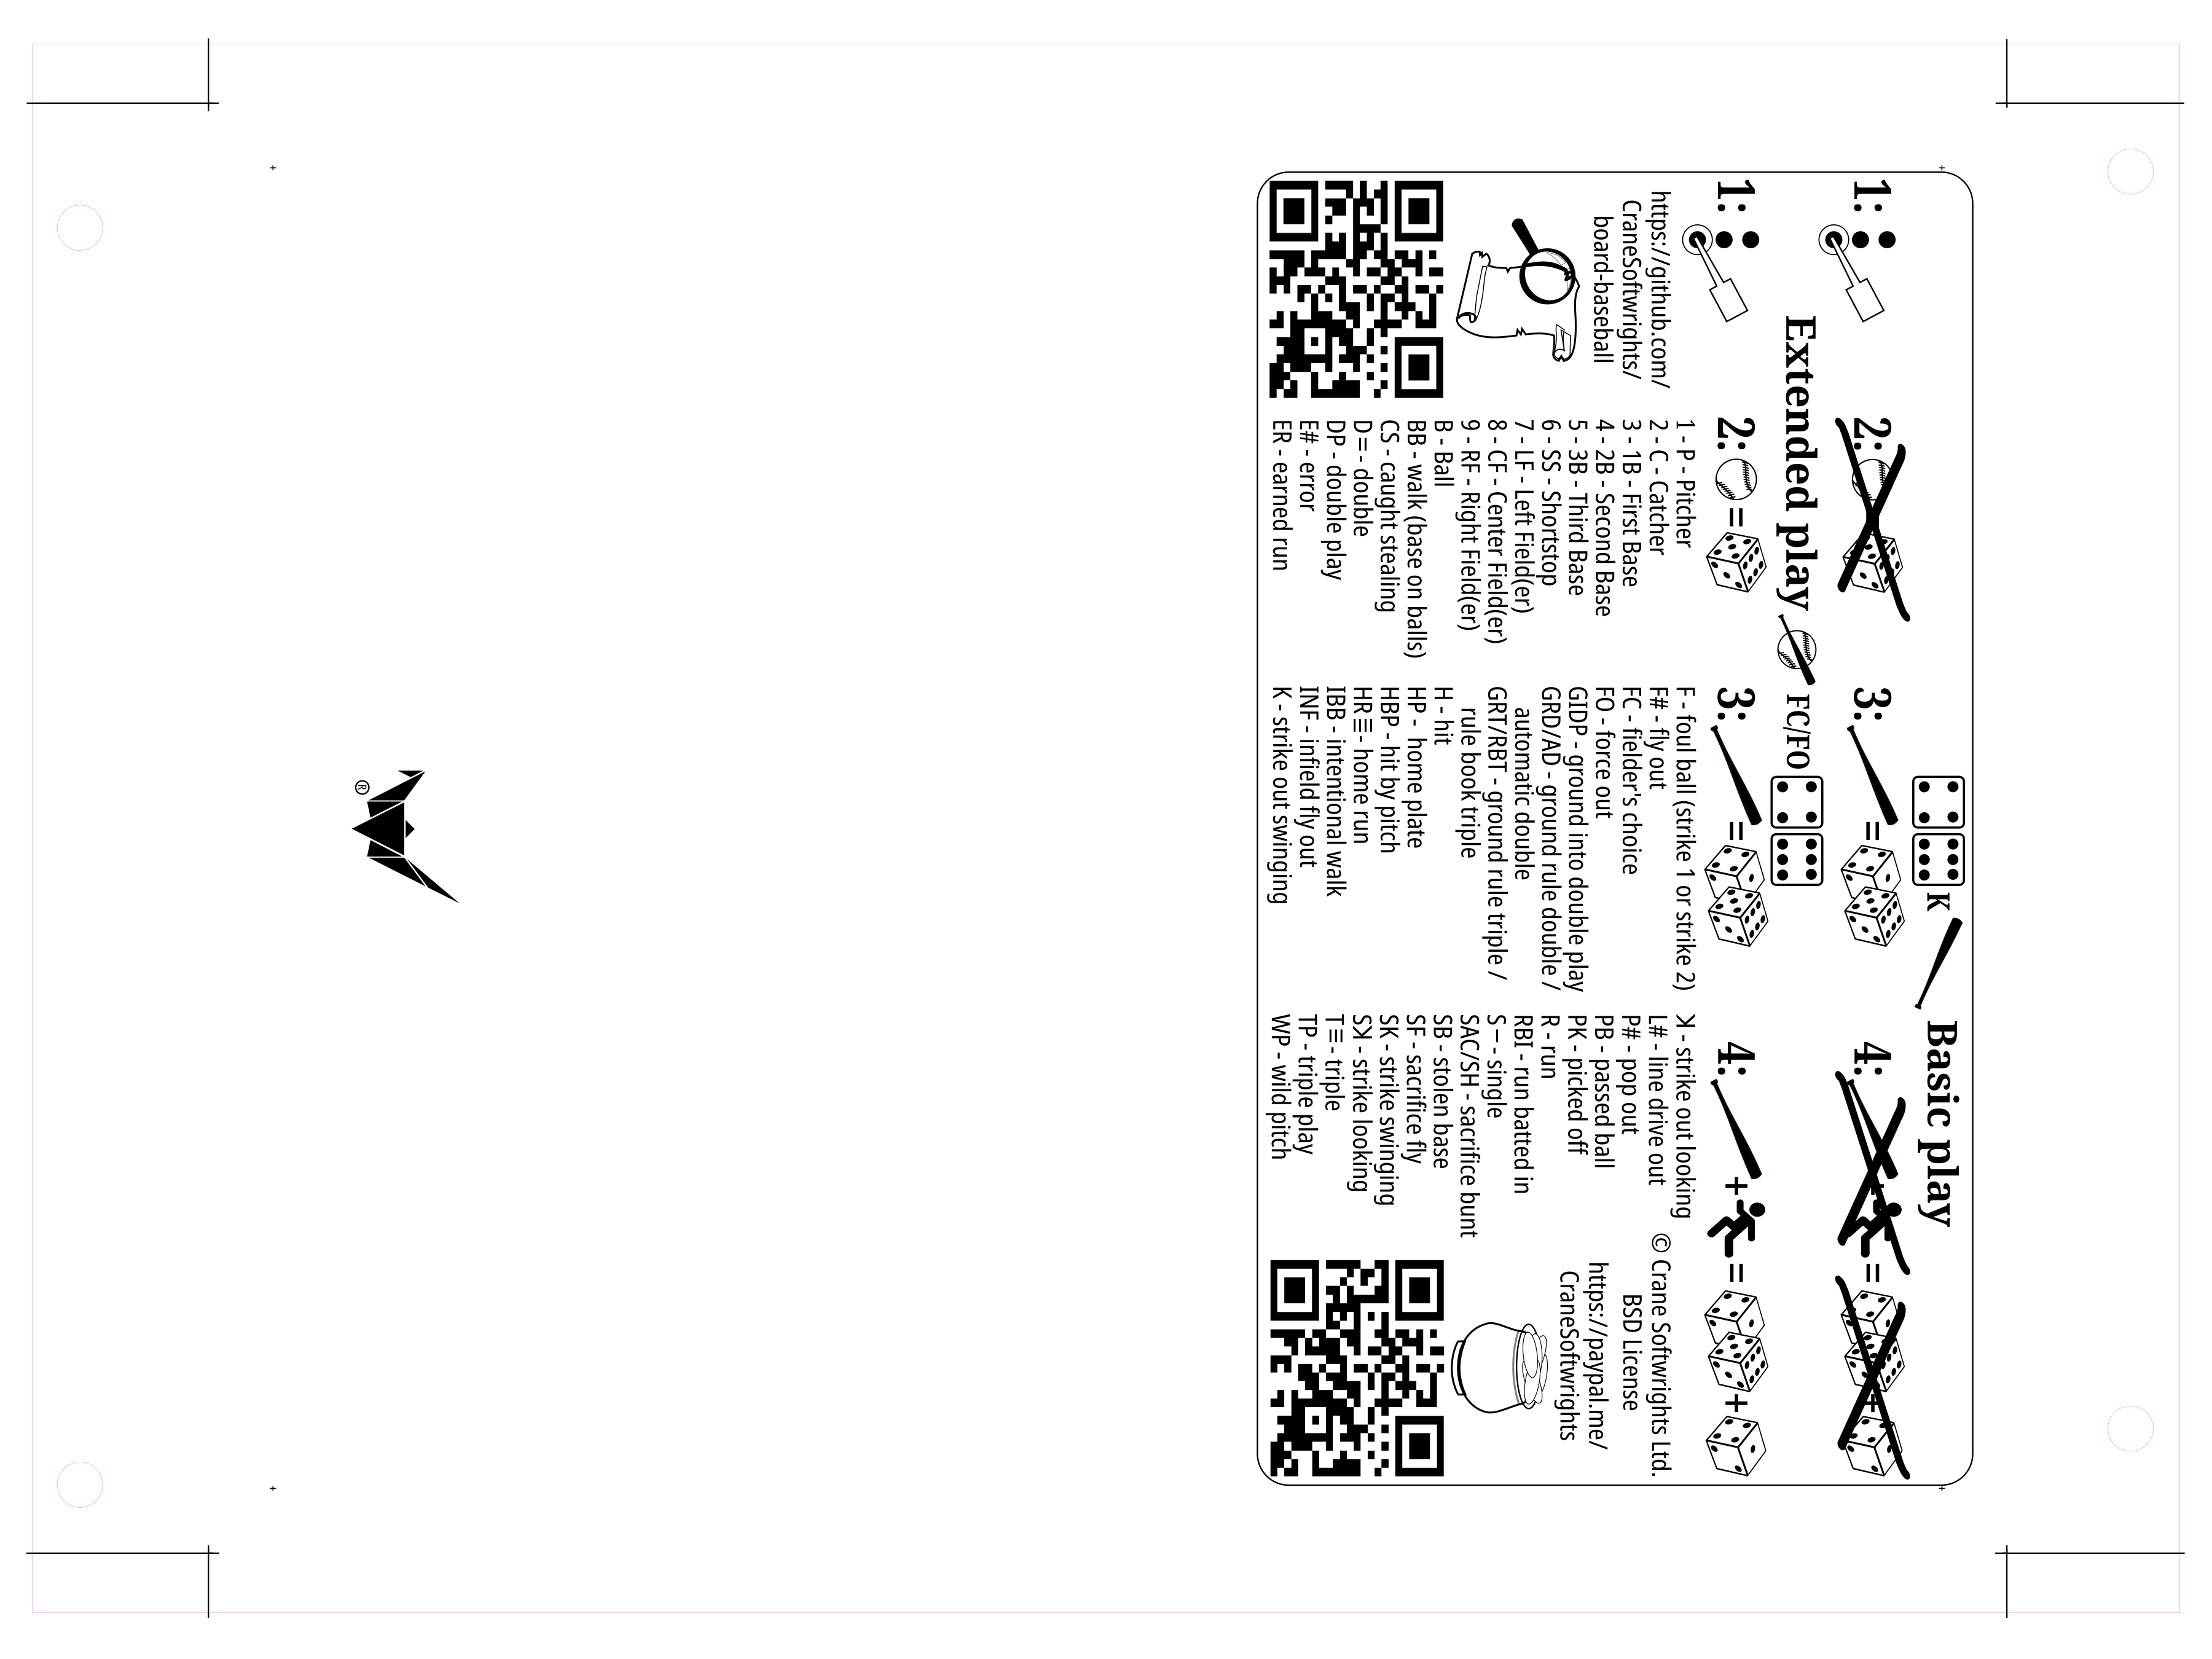 K Basic play
1: 2: = 3: = 4: + = +
Extended play FC/FO
1: 2: = 3: = 4: + = +
https://github.com/
CraneSoftwrights/
board-baseball
1 - P - Pitcher
2 - C - Catcher
3 - 1B - First Base
4 - 2B - Second Base
5 - 3B - Third Base
6 - SS - Shortstop
7 - LF - Left Field(er)
8 - CF - Center Field(er)
9 - RF - Right Field(er)
B - Ball
BB - walk (base on balls)
CS - caught stealing
D= - double
DP - double play
E# - error
ER - earned run
F - foul ball (strike 1 or strike 2)
F# - fly out
FC - fielder's choice
FO - force out
GIDP - ground into double play
GRD/AD - ground rule double /
automatic double
GRT/RBT - ground rule triple /
rule book triple
H - hit
HP - home plate
HBP - hit by pitch
HR≣ - home run
IBB - intentional walk
INF - infield fly out
K - strike out swinging
ꓘ - strike out looking
L# - line drive out
P# - pop out
PB - passed ball
PK - picked off
R - run
RBI - run batted in
S− - single
SAC/SH - sacrifice bunt
SB - stolen base
SF - sacrifice fly
SK - strike swinging
Sꓘ - strike looking
T≡ - triple
TP - triple play
WP - wild pitch
© Crane Softwrights Ltd.
BSD License
https://paypal.me/
CraneSoftwrights
®